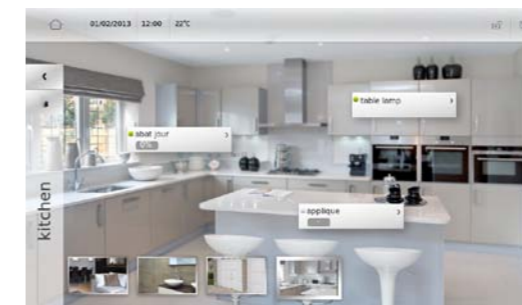 01/02/2013 12:00 22°C
table lamp
abat jour
applique
kitchen